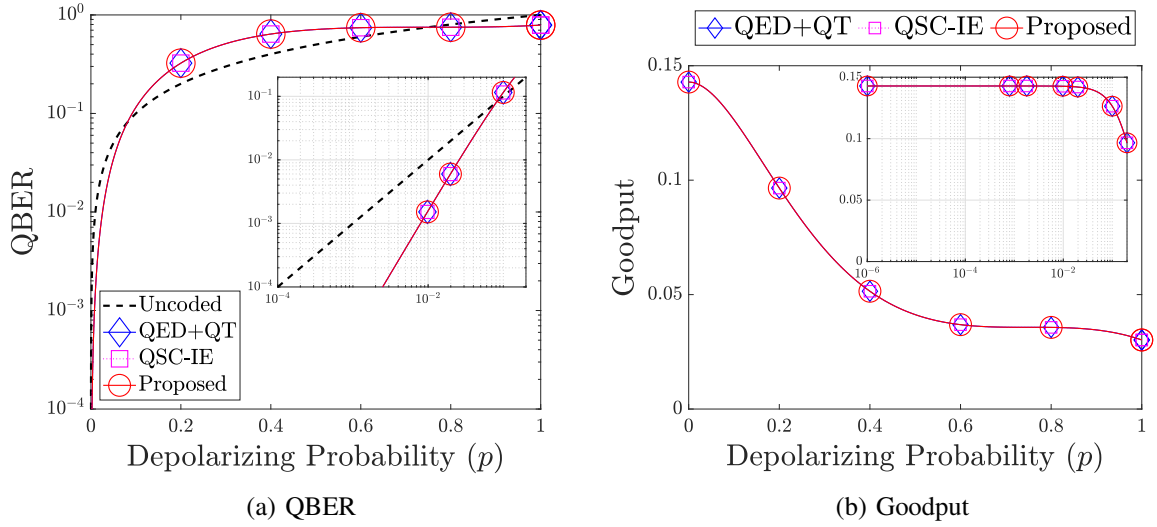 QED+QT QSC-IE Proposed
10^0
10^-1
10^-2
10^-3
10^-4
QBER
10^-1
10^-2
10^-3
10^-4
10^-4 10^-2
Uncoded
QED+QT
QSC-IE
Proposed
0 0.2 0.4 0.6 0.8 1
Depolarizing Probability (p)
(a) QBER
0.15
0.1
0.05
0
Goodput
0.15
0.1
0.05
0
10^-6 10^-4 10^-2
0 0.2 0.4 0.6 0.8 1
Depolarizing Probability (p)
(b) Goodput